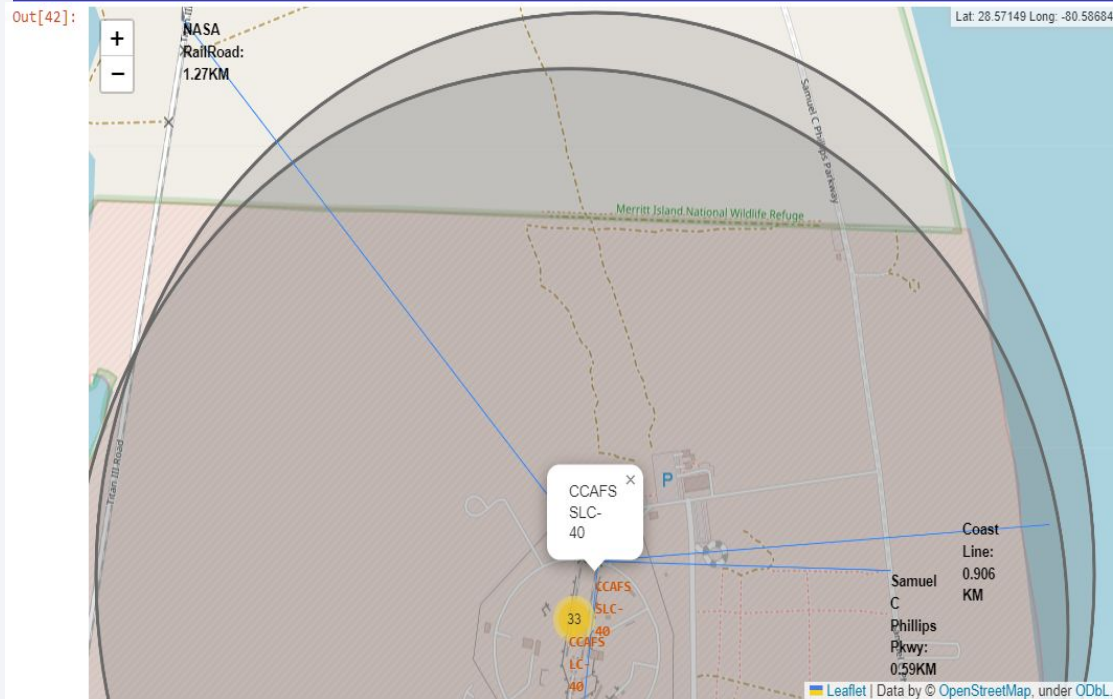 Out[42]:
+
−
NASA
RailRoad:
1.27KM
Lat: 28.57149 Long: -80.58684
Samuel C Phillips Parkway
Merritt Island National Wildlife Refuge
Titan III Road
P
CCAFS
SLC-
40
×
Coast
Line:
0.906
KM
Samuel
C
Phillips
Pkwy:
0.59KM
CCAFS
SLC-
40
33
CCAFS
LC-
40
Leaflet | Data by © OpenStreetMap, under ODbL.